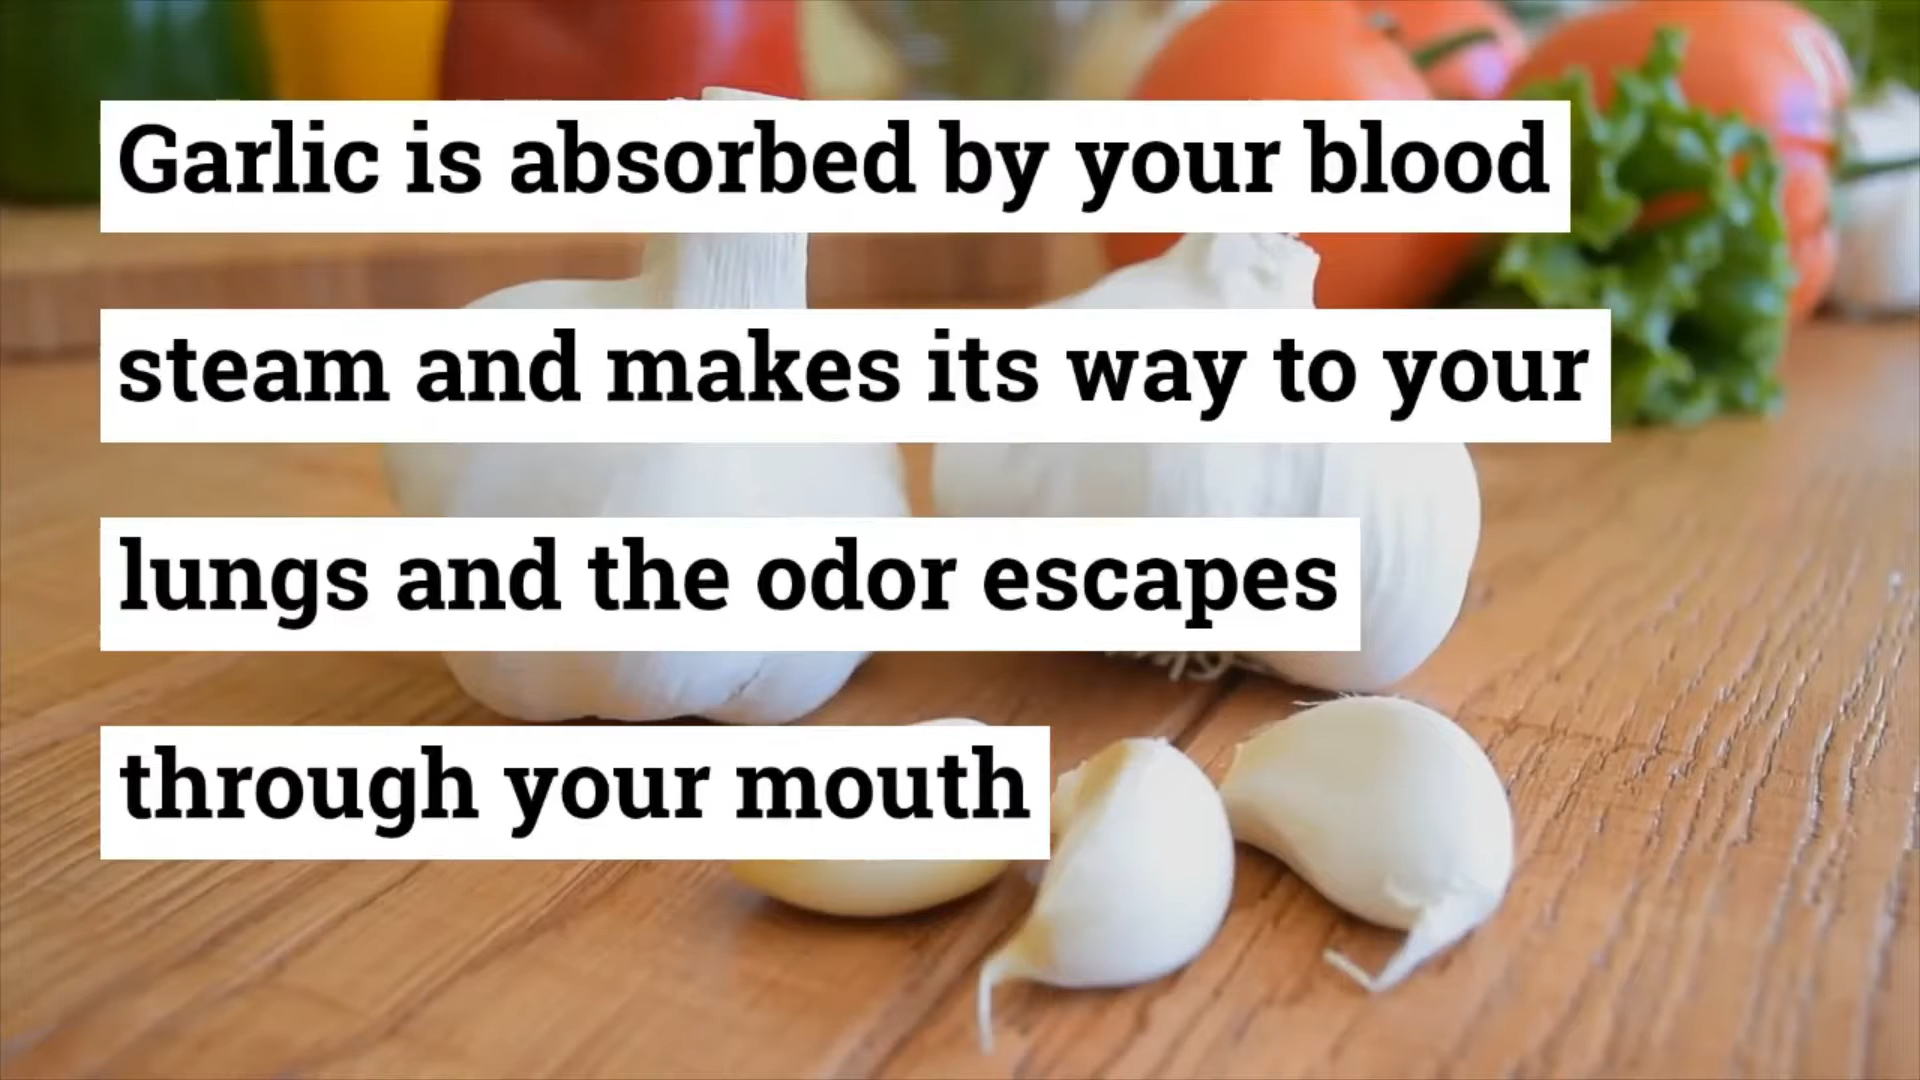 Garlic is absorbed by your blood
steam and makes its way to your
lungs and the odor escapes
through your mouth